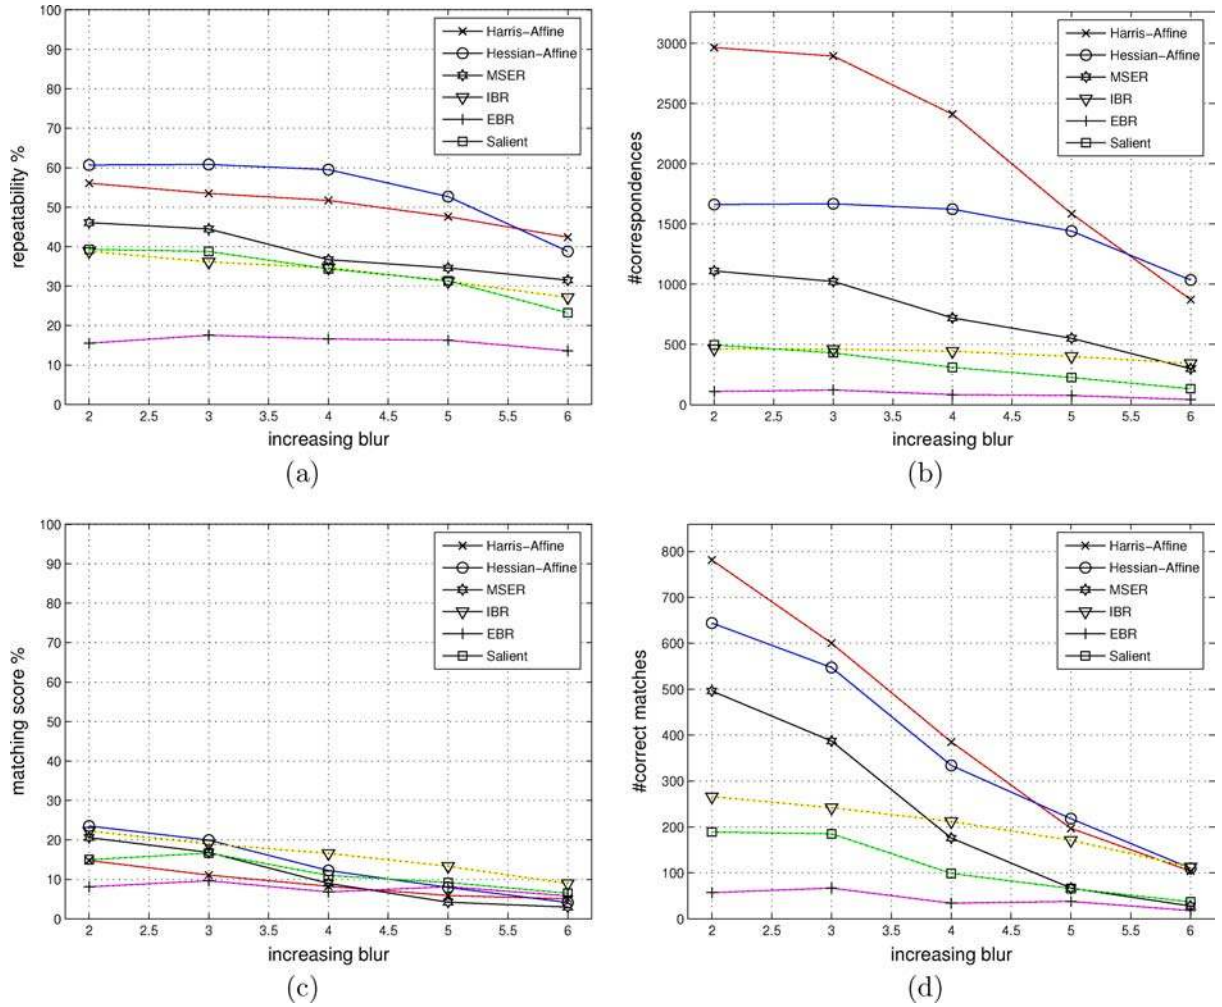 100
90
80
70
60
50
40
30
20
10
0
repeatability %
Harris-Affine
Hessian-Affine
MSER
IBR
EBR
Salient
2 2.5 3 3.5 4 4.5 5 5.5 6
increasing blur
(a)
3000
2500
2000
1500
1000
500
0
#correspondences
Harris-Affine
Hessian-Affine
MSER
IBR
EBR
Salient
2 2.5 3 3.5 4 4.5 5 5.5 6
increasing blur
(b)
100
90
80
70
60
50
40
30
20
10
0
matching score %
Harris-Affine
Hessian-Affine
MSER
IBR
EBR
Salient
2 2.5 3 3.5 4 4.5 5 5.5 6
increasing blur
(c)
800
700
600
500
400
300
200
100
0
#correct matches
Harris-Affine
Hessian-Affine
MSER
IBR
EBR
Salient
2 2.5 3 3.5 4 4.5 5 5.5 6
increasing blur
(d)